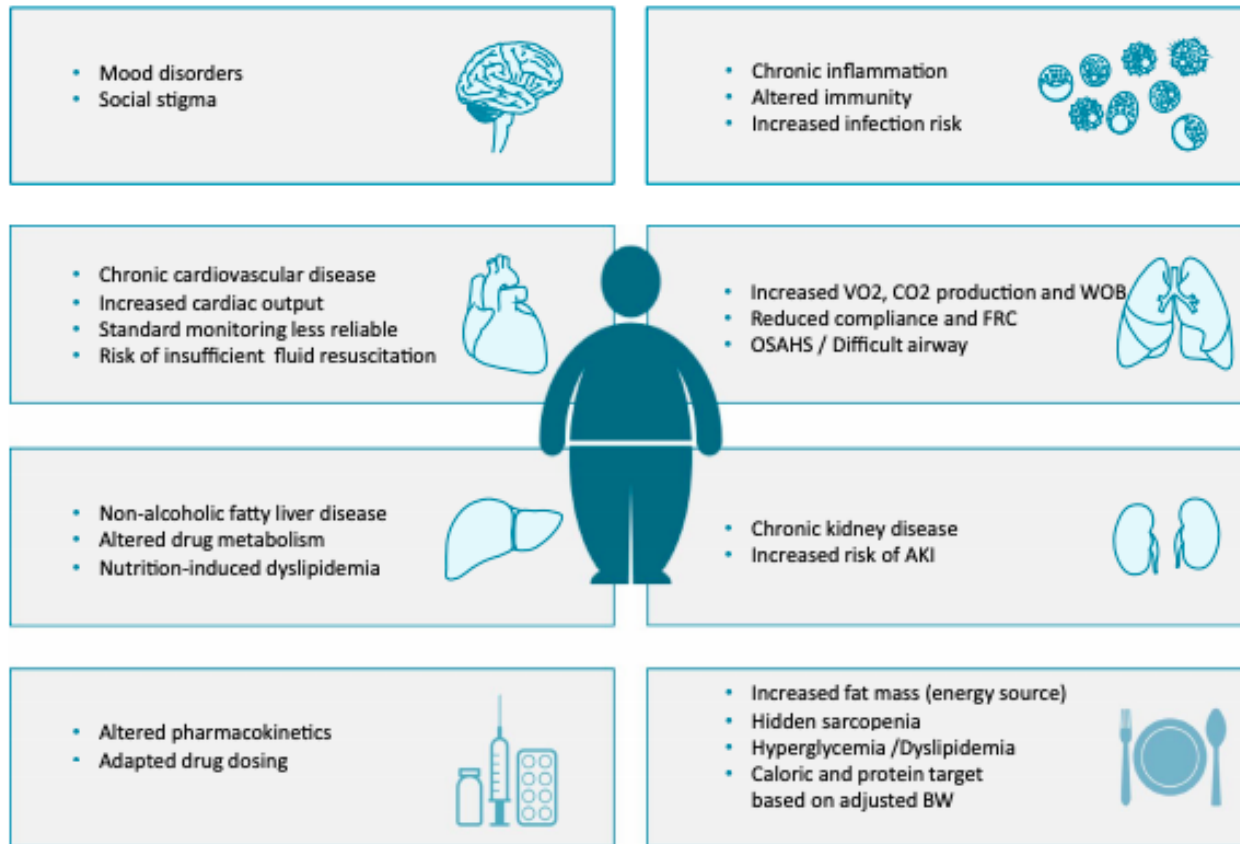 • Mood disorders
• Social stigma
• Chronic inflammation
• Altered immunity
• Increased infection risk
• Chronic cardiovascular disease
• Increased cardiac output
• Standard monitoring less reliable
• Risk of insufficient fluid resuscitation
• Increased VO2, CO2 production and WOB
• Reduced compliance and FRC
• OSAHS / Difficult airway
• Non-alcoholic fatty liver disease
• Altered drug metabolism
• Nutrition-induced dyslipidemia
• Chronic kidney disease
• Increased risk of AKI
• Altered pharmacokinetics
• Adapted drug dosing
• Increased fat mass (energy source)
• Hidden sarcopenia
• Hyperglycemia /Dyslipidemia
• Caloric and protein target
based on adjusted BW